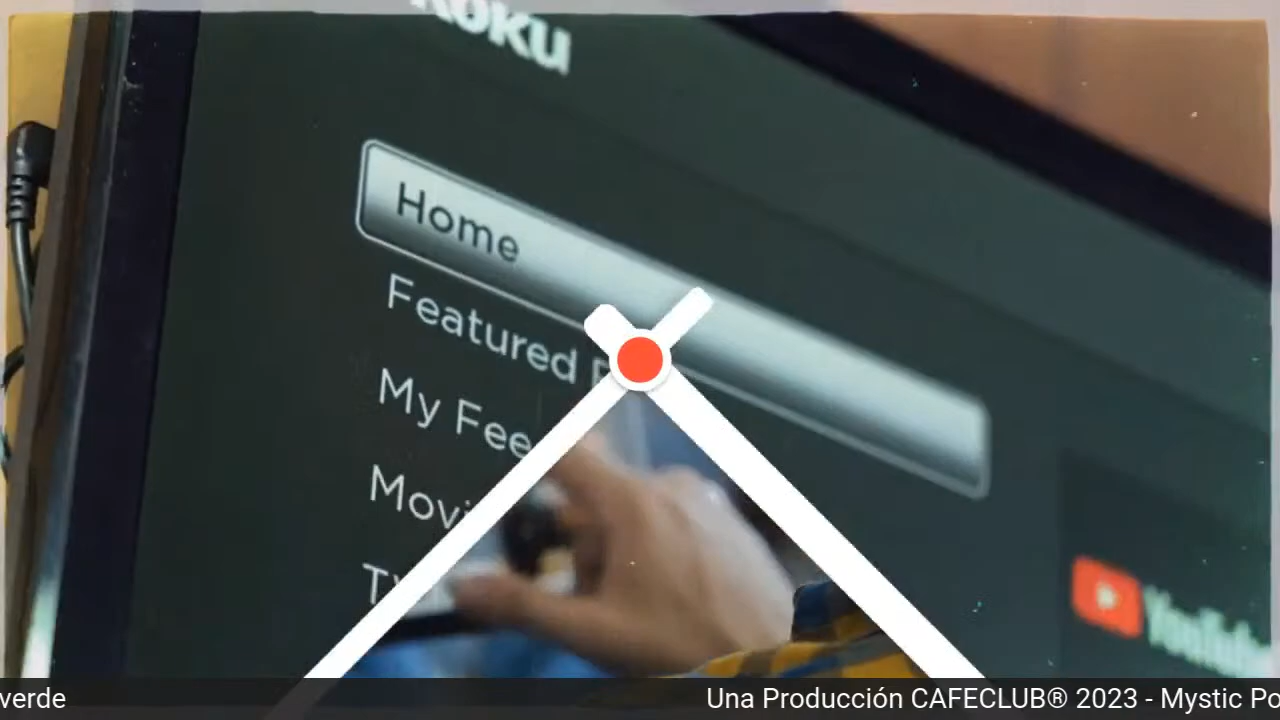 Roku
Home
Featured
My Fee
Movi
YouTube
verde
Una Producción CAFECLUB® 2023 - Mystic Po